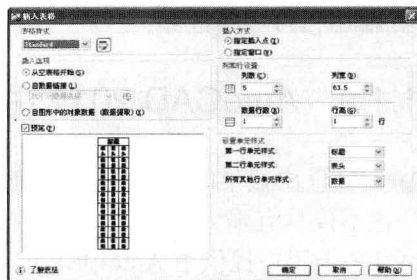 插入表格
表格样式
Standard
插入选项
从空表格开始(S)
自数据链接(L)
自图形中的对象数据(数据提取)(X)
预览(P)
标题
插入方式
指定插入点(I)
指定窗口(W)
列和行设置
列数(C): 列宽(D):
5 63.5
数据行数(R): 行高(G):
1 1 行
设置单元样式
第一行单元样式: 标题
第二行单元样式: 表头
所有其他行单元样式: 数据
了解表格
确定 取消 帮助(H)